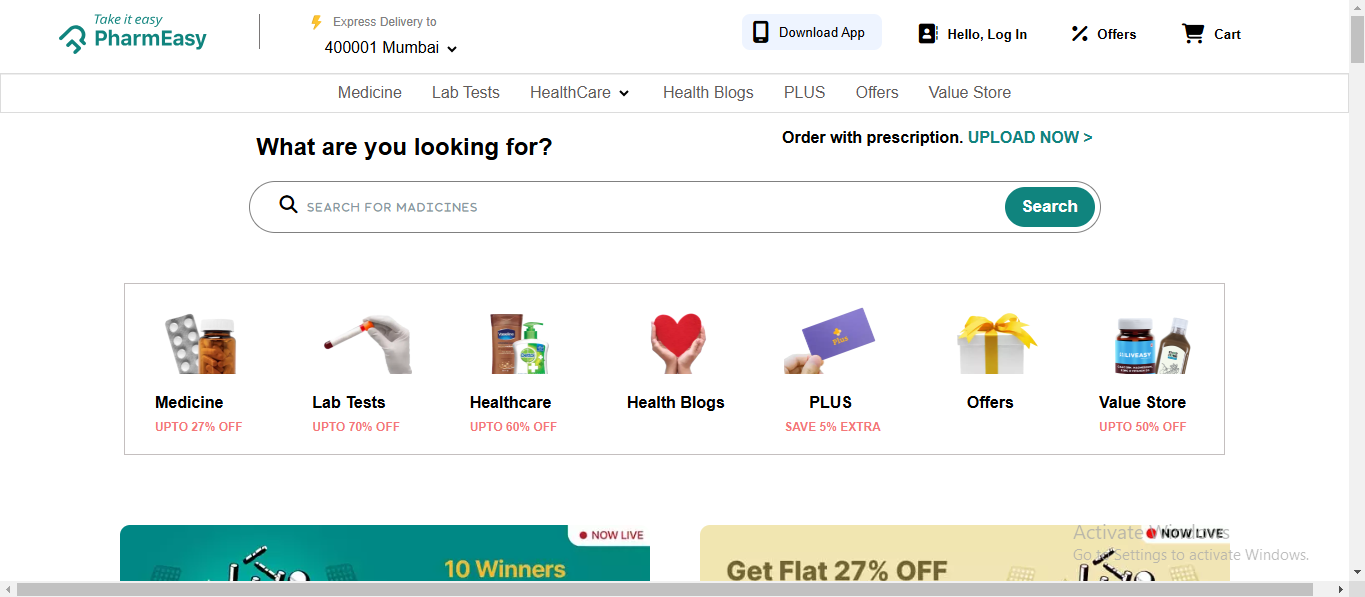 Take it easy
PharmEasy
Express Delivery to
400001 Mumbai
Download App
Hello, Log In
Offers
Cart
Medicine Lab Tests HealthCare Health Blogs PLUS Offers Value Store
What are you looking for?
Order with prescription. UPLOAD NOW >
SEARCH FOR MADICINES
Search
Vaseline
Dettol
Plus
LIVEASY
Medicine Lab Tests Healthcare Health Blogs PLUS Offers Value Store
UPTO 27% OFF UPTO 70% OFF UPTO 60% OFF SAVE 5% EXTRA UPTO 50% OFF
NOW LIVE
10 Winners
NOW LIVE
Get Flat 27% OFF
Activate Windows
Go to Settings to activate Windows.